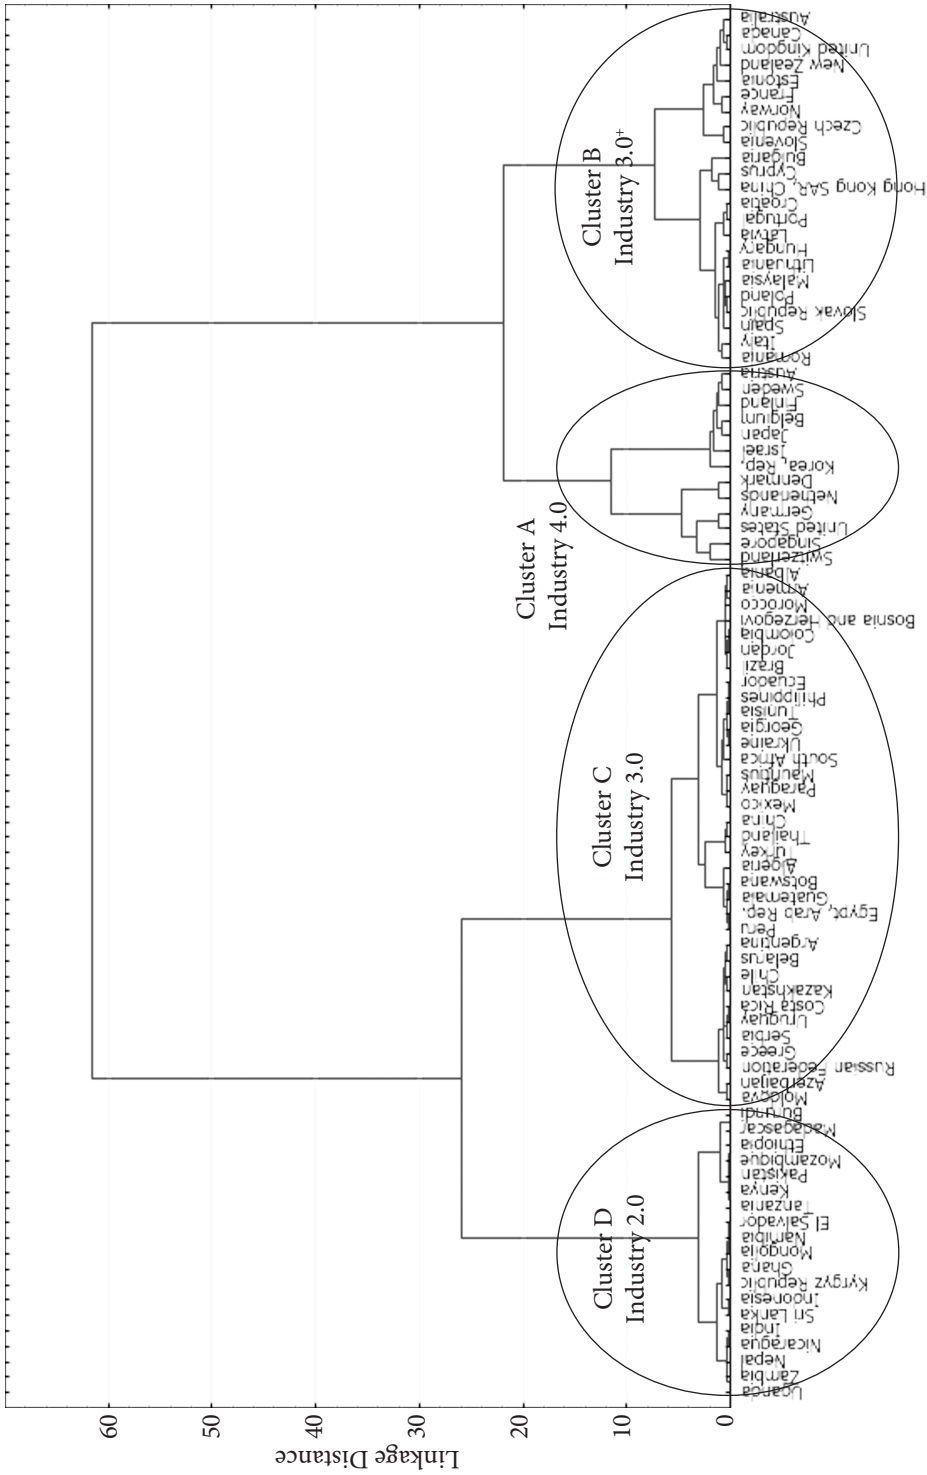 Linkage Distance
60
50
40
30
20
10
0
Cluster D
Industry 2.0
Cluster C
Industry 3.0
Cluster A
Industry 4.0
Cluster B
Industry 3.0⁺
Uganda
Zambia
Nepal
Nicaragua
India
Sri Lanka
Indonesia
Kyrgyz Republic
Ghana
Mongolia
Namibia
El Salvador
Tanzania
Kenya
Pakistan
Mozambique
Ethiopia
Madagascar
Burundi
Moldova
Azerbaijan
Russian Federation
Greece
Serbia
Uruguay
Costa Rica
Kazakhstan
Chile
Belarus
Argentina
Peru
Egypt, Arab Rep.
Guatemala
Botswana
Algeria
Turkey
Thailand
China
Mexico
Paraguay
Mauritius
South Africa
Ukraine
Georgia
Tunisia
Philippines
Ecuador
Brazil
Jordan
Colombia
Bosnia and Herzegovi
Morocco
Armenia
Albania
Switzerland
Singapore
United States
Germany
Netherlands
Denmark
Korea, Rep.
Israel
Japan
Belgium
Finland
Sweden
Austria
Romania
Italy
Spain
Slovak Republic
Poland
Malaysia
Lithuania
Hungary
Latvia
Portugal
Croatia
Hong Kong SAR, China
Cyprus
Bulgaria
Slovenia
Czech Republic
Norway
France
Estonia
New Zealand
United Kingdom
Canada
Australia